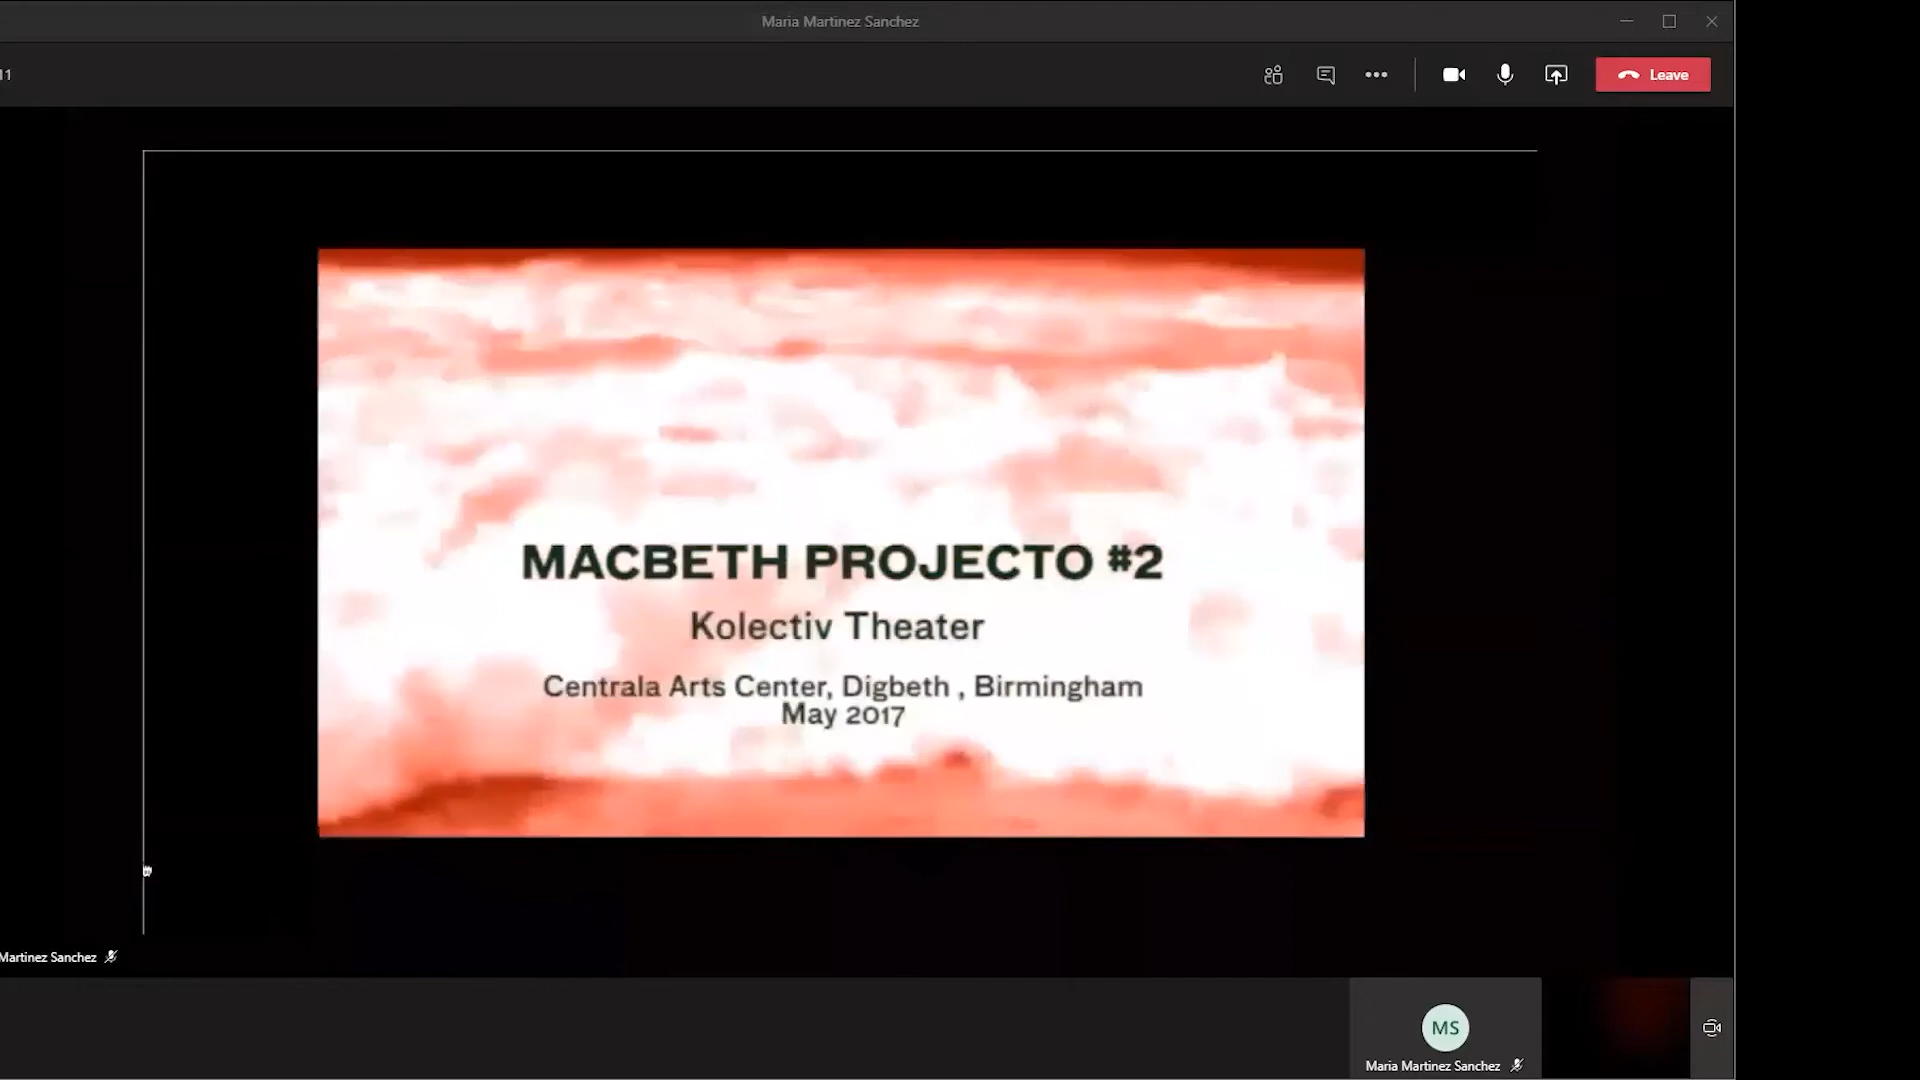 Maria Martinez Sanchez
11
Leave
MACBETH PROJECTO #2
Kolectiv Theater
Centrala Arts Center, Digbeth , Birmingham
May 2017
Martinez Sanchez
MS
Maria Martinez Sanchez